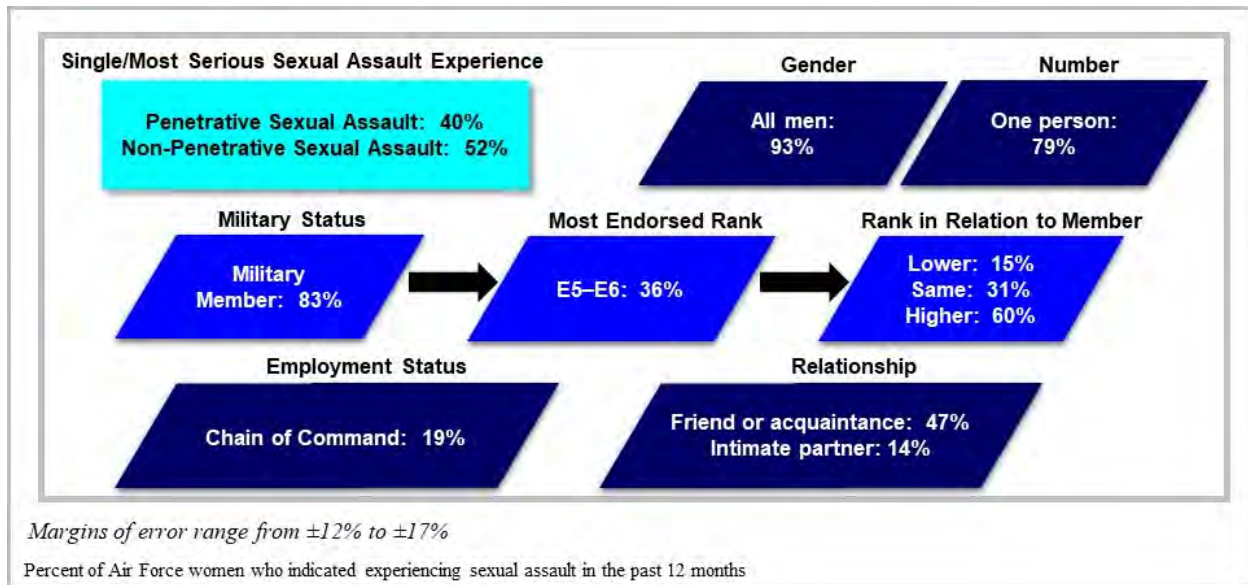 Single/Most Serious Sexual Assault Experience
Penetrative Sexual Assault: 40%
Non-Penetrative Sexual Assault: 52%
Gender
All men:
93%
Number
One person:
79%
Military Status
Military
Member: 83%
Most Endorsed Rank
E5–E6: 36%
Rank in Relation to Member
Lower: 15%
Same: 31%
Higher: 60%
Employment Status
Chain of Command: 19%
Relationship
Friend or acquaintance: 47%
Intimate partner: 14%
Margins of error range from ±12% to ±17%
Percent of Air Force women who indicated experiencing sexual assault in the past 12 months